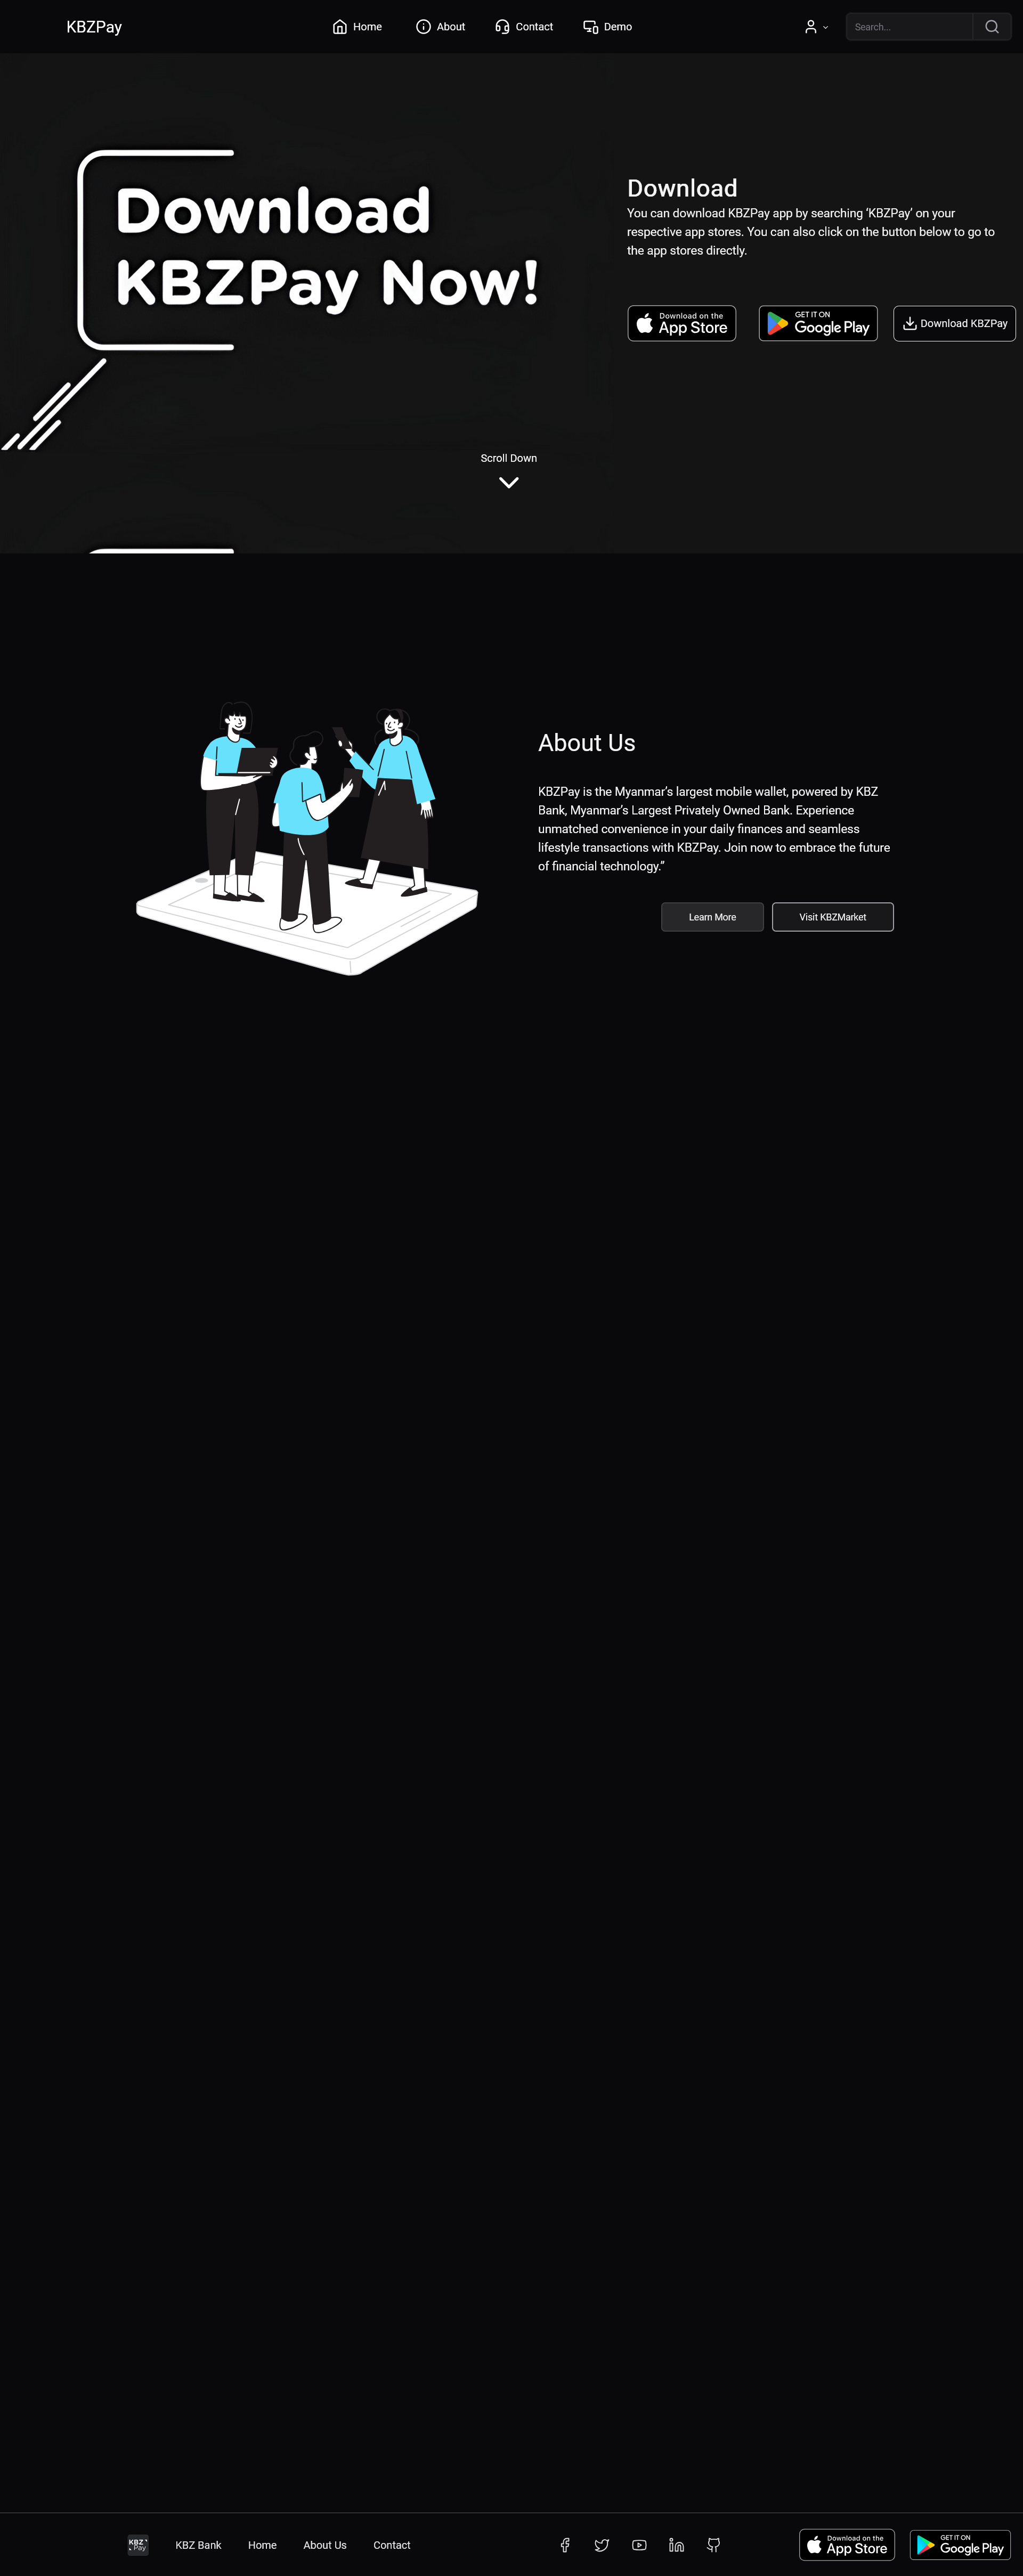 KBZPay
Home
About
Contact
Demo
Search...
Download
KBZPay Now!
Download
You can download KBZPay app by searching ‘KBZPay’ on your
respective app stores. You can also click on the button below to go to
the app stores directly.
Download on the
App Store
GET IT ON
Google Play
Download KBZPay
Scroll Down
About Us
KBZPay is the Myanmar’s largest mobile wallet, powered by KBZ
Bank, Myanmar’s Largest Privately Owned Bank. Experience
unmatched convenience in your daily finances and seamless
lifestyle transactions with KBZPay. Join now to embrace the future
of financial technology.”
Learn More
Visit KBZMarket
KBZ
Pay
KBZ Bank
Home
About Us
Contact
Download on the
App Store
GET IT ON
Google Play